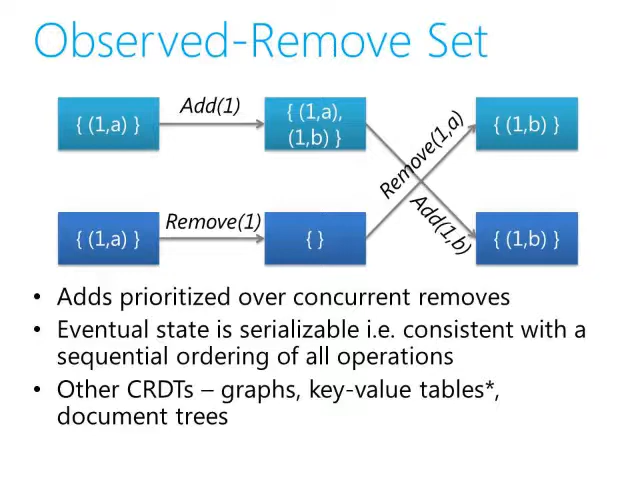 Observed-Remove Set
{ (1,a) }
Add(1)
{ (1,a),
(1,b) }
Remove(1,a)
{ (1,b) }
{ (1,a) }
Remove(1)
{ }
Add(1,b)
{ (1,b) }
• Adds prioritized over concurrent removes
• Eventual state is serializable i.e. consistent with a
sequential ordering of all operations
• Other CRDTs – graphs, key-value tables*,
document trees